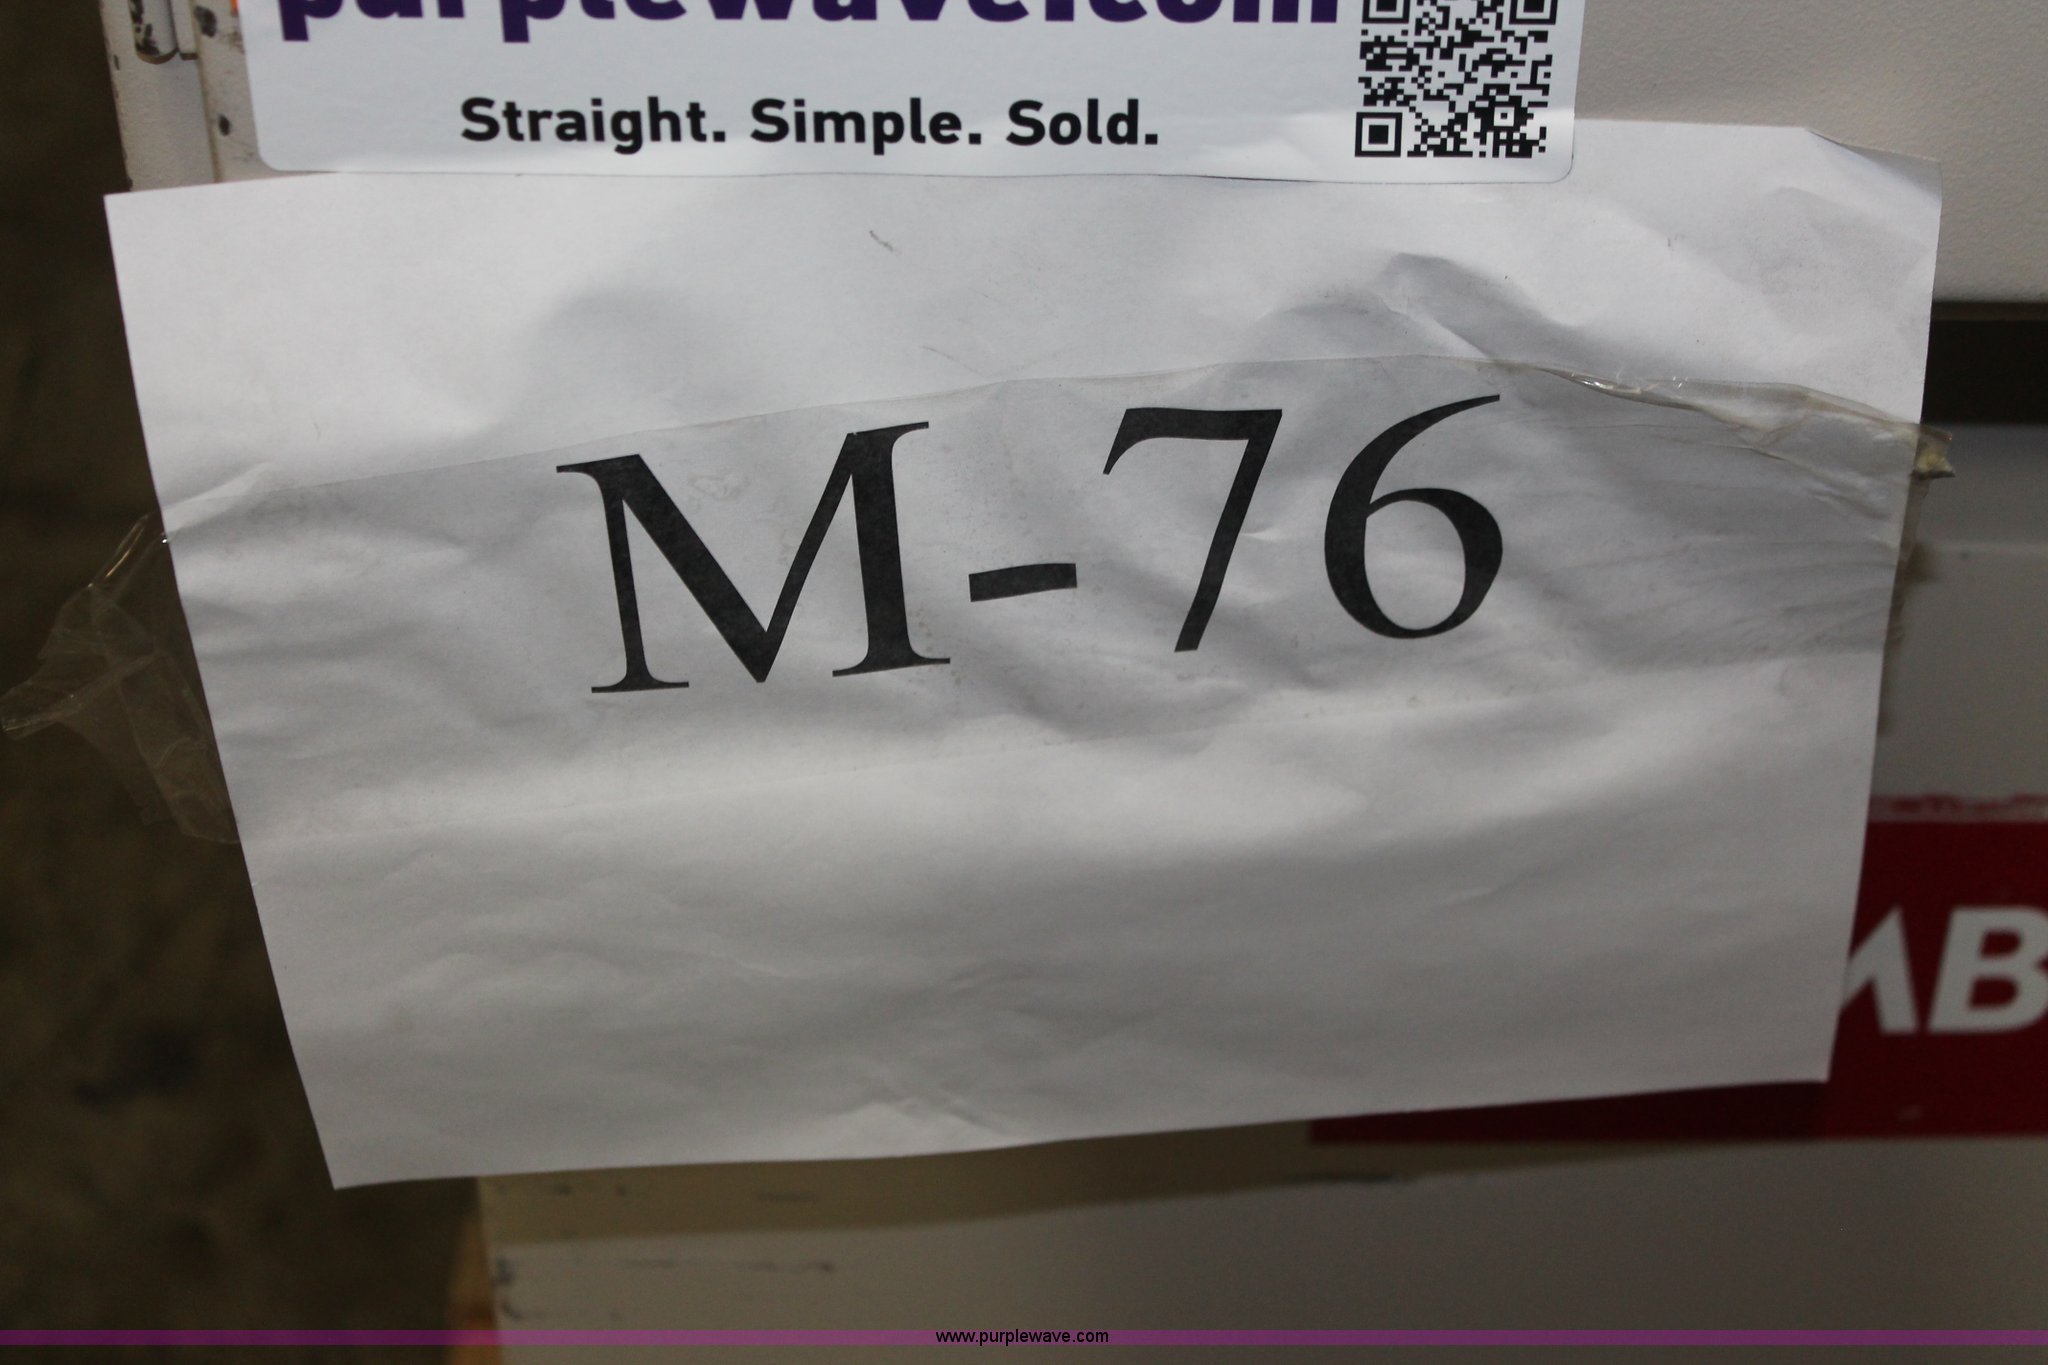 purplewave.com
Straight. Simple. Sold.
M-76
www.purplewave.com